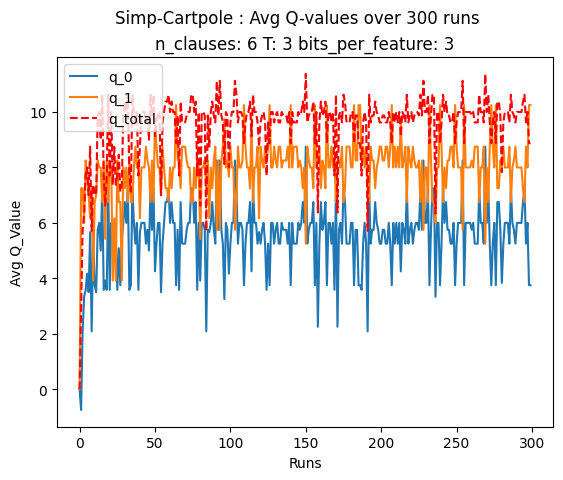 Simp-Cartpole : Avg Q-values over 300 runs
n_clauses: 6 T: 3 bits_per_feature: 3
q_0
q_1
q_total
10
8
6
4
2
0
Avg Q_Value
0
50
100
150
200
250
300
Runs